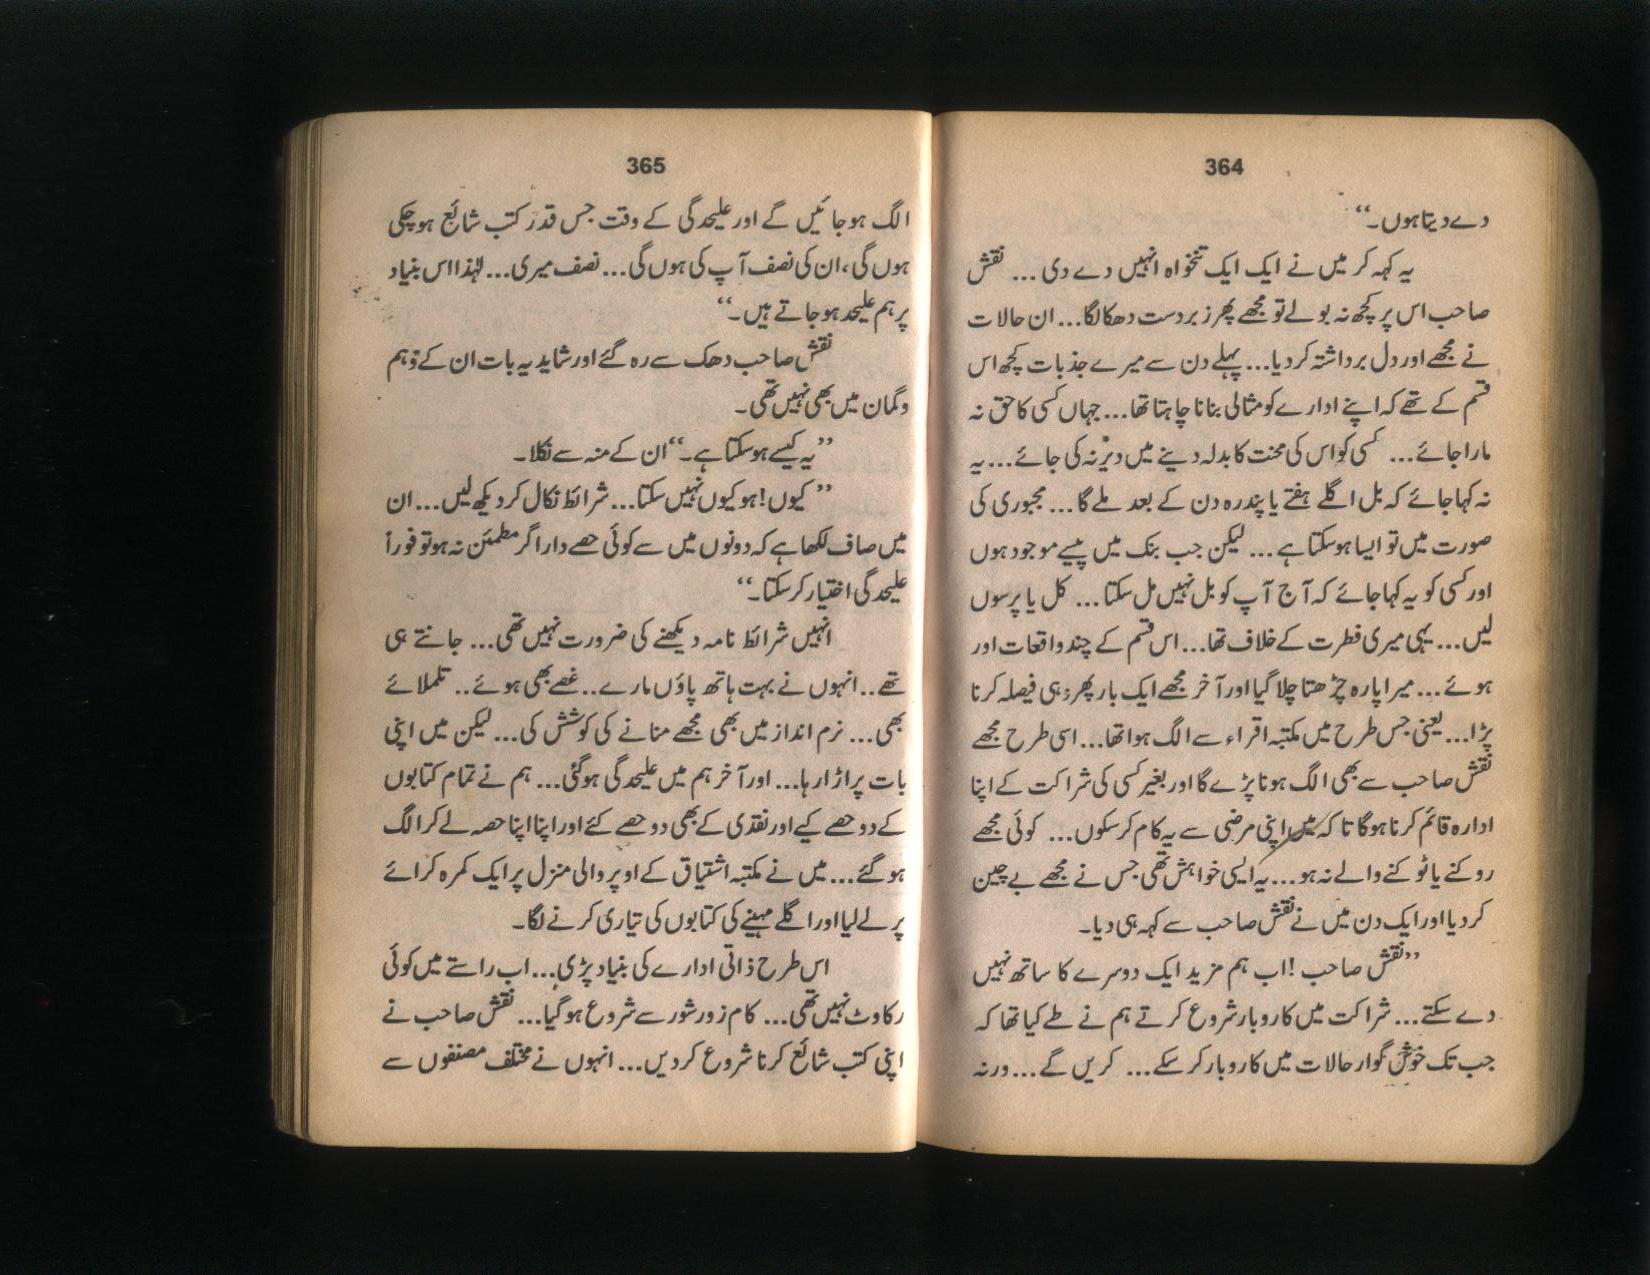 364
دے دیتا ہوں۔“
یہ کہہ کر میں نے ایک ایک تنخواہ انہیں دے دی... نقش
صاحب اس پر کچھ نہ بولے تو مجھے پھر زبردست دھکا لگا... ان حالات
نے مجھے اور دل برداشتہ کر دیا... پہلے دن سے میرے جذبات کچھ اس
قسم کے تھے کہ اپنے ادارے کو مثالی بنانا چاہتا تھا... جہاں کسی کا حق نہ
مارا جائے... کسی کو اس کی محنت کا بدلہ دینے میں دیر نہ کی جائے... یہ
نہ کہا جائے کہ بل اگلے ہفتے یا پندرہ دن کے بعد ملے گا... مجبوری کی
صورت میں تو ایسا ہو سکتا ہے... لیکن جب بنک میں پیسے موجود ہوں
اور کسی کو یہ کہا جائے کہ آج آپ کو بل نہیں مل سکتا... کل یا پرسوں
لیں... یہی میری فطرت کے خلاف تھا... اس قسم کے چند واقعات اور
ہوئے... میرا پارہ چڑھتا چلا گیا اور آخر مجھے ایک بار پھر وہی فیصلہ کرنا
پڑا... یعنی جس طرح میں مکتبہ اقراء سے الگ ہوا تھا... اسی طرح مجھے
نقش صاحب سے بھی الگ ہونا پڑے گا اور بغیر کسی کی شراکت کے اپنا
ادارہ قائم کرنا ہوگا تا کہ میں اپنی مرضی سے یہ کام کر سکوں... کوئی مجھے
روکنے یا ٹوکنے والے نہ ہو... یہ ایسی خواہش تھی جس نے مجھے بے چین
کر دیا اور ایک دن میں نے نقش صاحب سے کہہ ہی دیا۔
”نقش صاحب! اب ہم مزید ایک دوسرے کا ساتھ نہیں
دے سکتے... شراکت میں کاروبار شروع کرتے ہم نے طے کیا تھا کہ
جب تک خوش گوار حالات میں کاروبار کر سکے... کریں گے... ورنہ
365
الگ ہو جائیں گے اور علیحدگی کے وقت جس قدر کتب شائع ہو چکی
ہوں گی، ان کی نصف آپ کی ہوں گی... نصف میری... لہٰذا اس بنیاد
پر ہم علیحد ہو جاتے ہیں۔“
نقش صاحب دھک سے رہ گئے اور شاید یہ بات ان کے وہم
و گمان میں بھی نہیں تھی۔
”یہ کیسے ہو سکتا ہے۔“ ان کے منہ سے نکلا۔
”کیوں! ہو کیوں نہیں سکتا... شرائط نکال کر دیکھ لیں... ان
میں صاف لکھا ہے کہ دونوں میں سے کوئی حصے دار اگر مطمئن نہ ہو تو فوراً
علیحدگی اختیار کر سکتا۔“
انہیں شرائط نامہ دیکھنے کی ضرورت نہیں تھی... جانتے ہی
تھے.. انہوں نے بہت ہاتھ پاؤں مارے.. غصے بھی ہوئے.. تلملائے
بھی... نرم انداز میں بھی مجھے منانے کی کوشش کی... لیکن میں اپنی
بات پر اڑا رہا... اور آخر ہم میں علیحدگی ہوگئی... ہم نے تمام کتابوں
کے دو حصے کیے اور نقدی کے بھی دو حصے کئے اور اپنا اپنا حصہ لے کر الگ
ہو گئے... میں نے مکتبہ اشتیاق کے اوپر والی منزل پر ایک کمرہ کرائے
پر لے لیا اور اگلے مہینے کی کتابوں کی تیاری کرنے لگا۔
اس طرح ذاتی ادارے کی بنیاد پڑی... اب راستے میں کوئی
رکاوٹ نہیں تھی... کام زور شور سے شروع ہو گیا... نقش صاحب نے
اپنی کتب شائع کرنا شروع کر دیں... انہوں نے مختلف مصنفوں سے